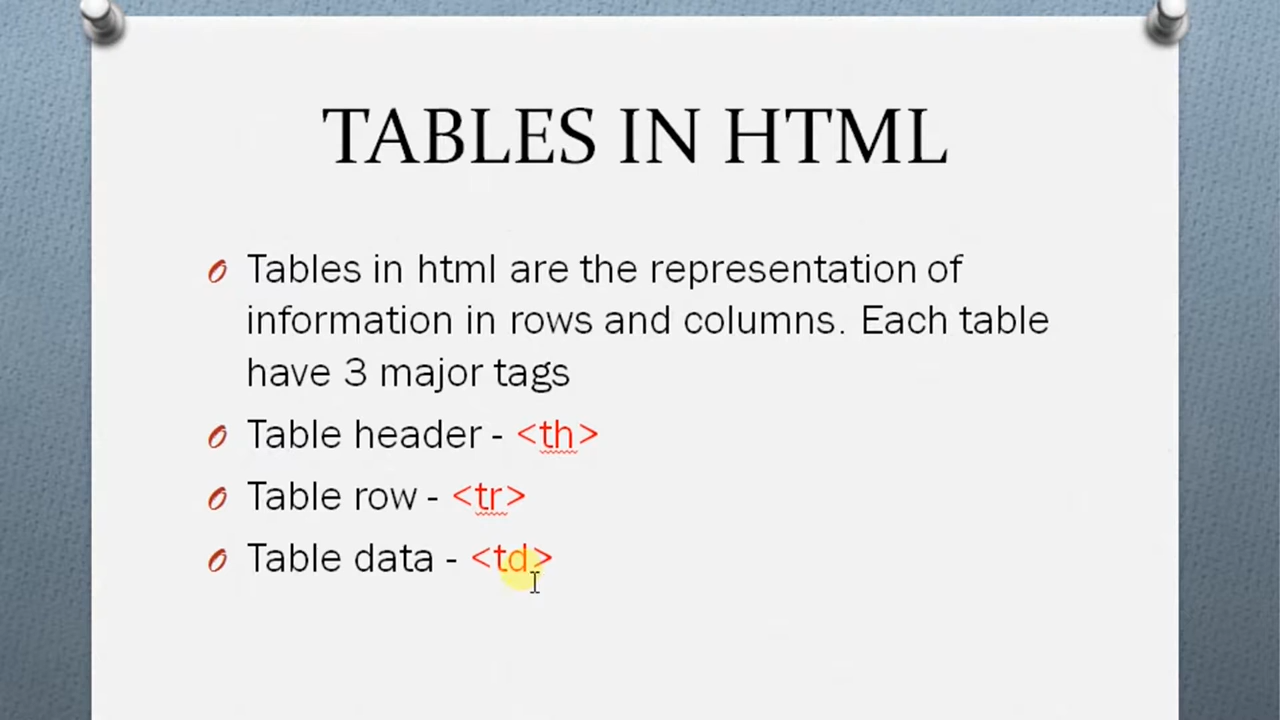 TABLES IN HTML
Tables in html are the representation of
information in rows and columns. Each table
have 3 major tags
Table header - <th>
Table row - <tr>
Table data - <td>